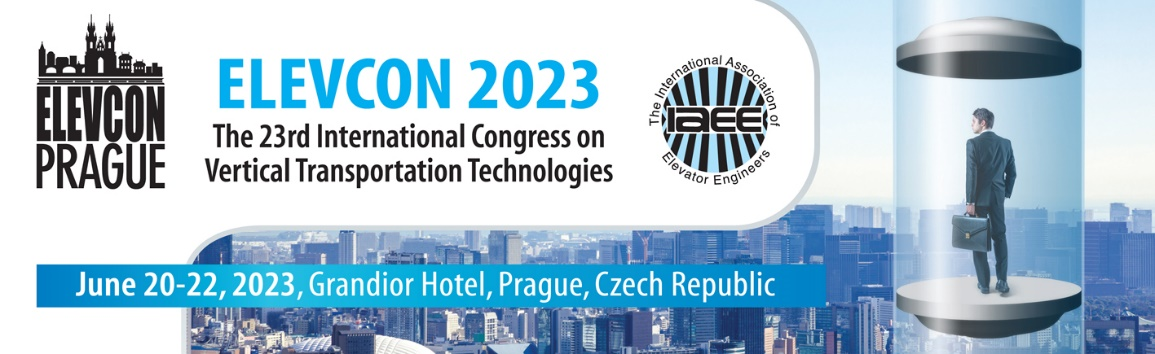 ELEVCON
PRAGUE
ELEVCON 2023
The 23rd International Congress on
Vertical Transportation Technologies
The International Association of
IAEE
Elevator Engineers
June 20-22, 2023, Grandior Hotel, Prague, Czech Republic